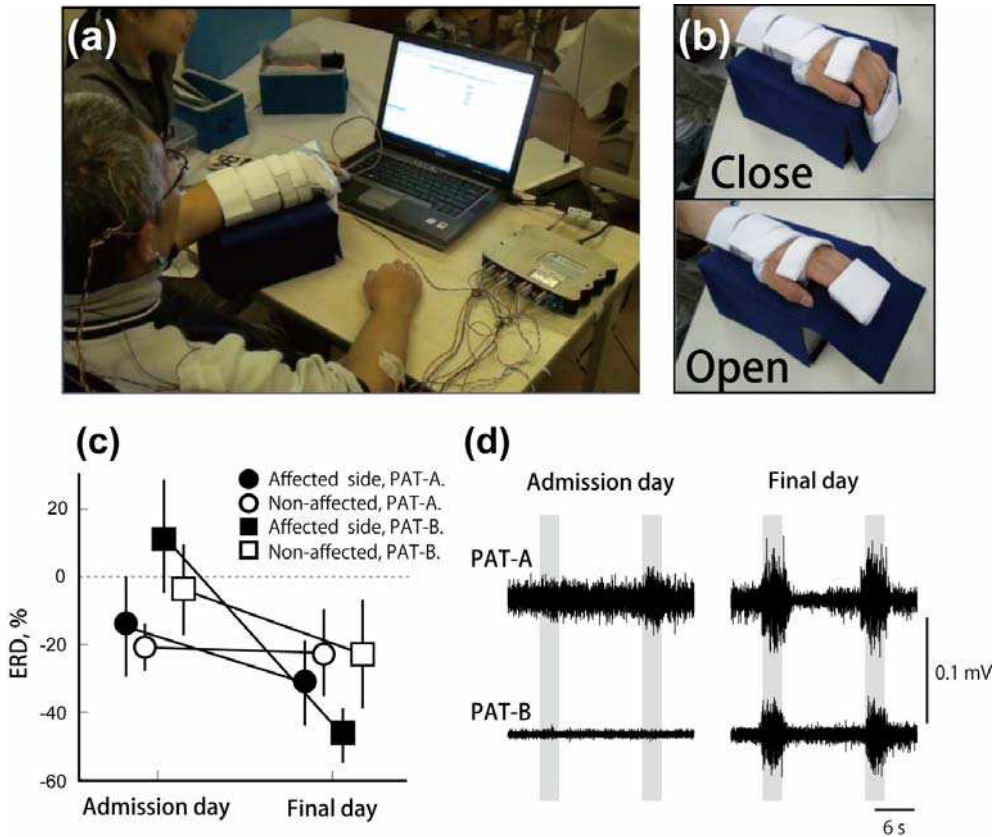 (a)
(b)
Close
Open
(c)
Affected side, PAT-A.
Non-affected, PAT-A.
Affected side, PAT-B.
Non-affected, PAT-B.
20
0
-20
-40
-60
ERD, %
Admission day
Final day
(d)
Admission day
Final day
PAT-A
PAT-B
0.1 mV
6 s